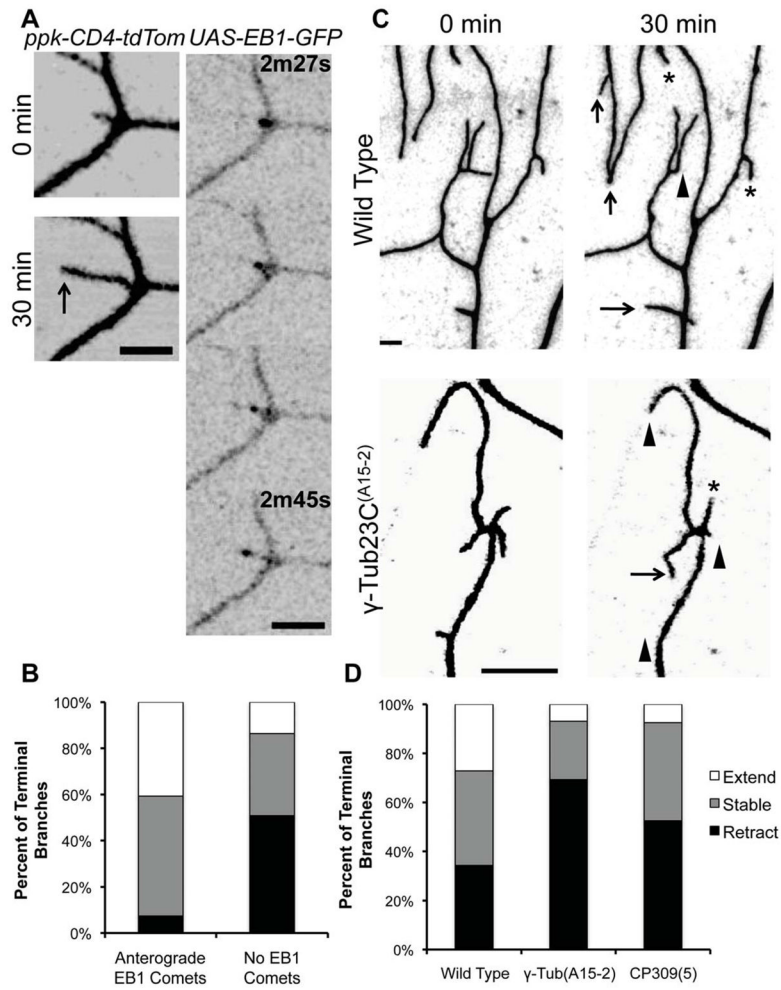 A
ppk-CD4-tdTom UAS-EB1-GFP
0 min
30 min
2m27s
2m45s
C
0 min 30 min
Wild Type
*
*
γ-Tub23C(A15-2)
*
B
Percent of Terminal
Branches
100%
80%
60%
40%
20%
0%
Anterograde
EB1 Comets
No EB1
Comets
D
Percent of Terminal
Branches
100%
80%
60%
40%
20%
0%
Wild Type γ-Tub(A15-2) CP309(5)
Extend
Stable
Retract